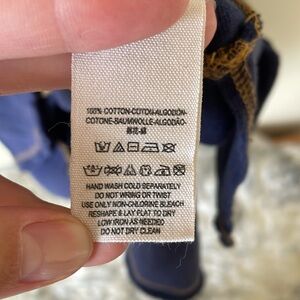 100% COTTON-COTON-ALGODÓN-
COTONE-BAUMWOLLE-ALGODÃO-
HAND WASH COLD SEPARATELY
DO NOT WRING OR TWIST
USE ONLY NON-CHLORINE BLEACH
RESHAPE & LAY FLAT TO DRY
LOW IRON AS NEEDED
DO NOT DRY CLEAN